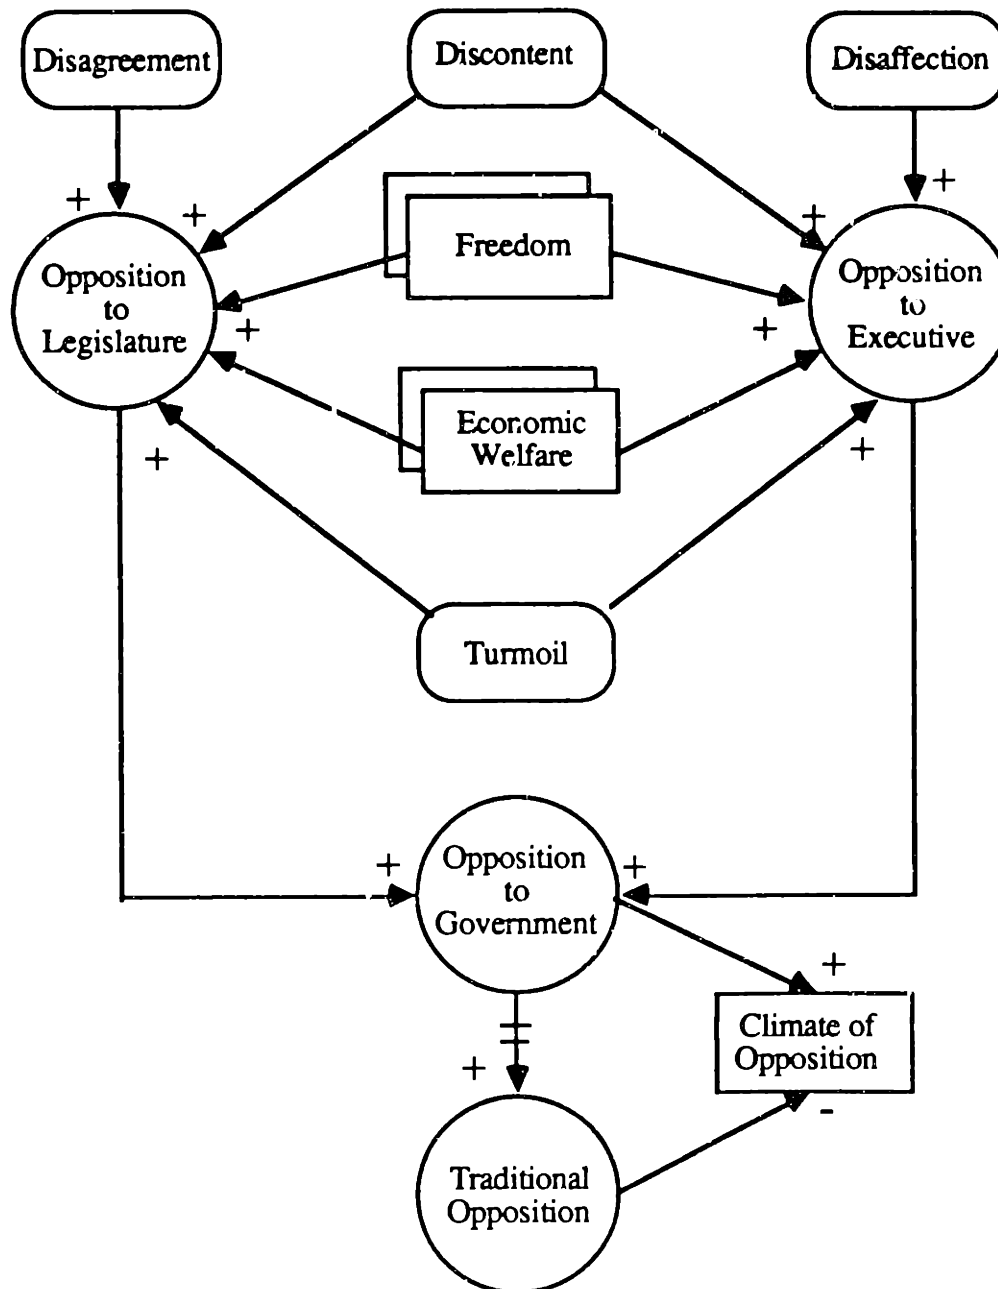 Disagreement
Discontent
Disaffection
+
+
+
+
Freedom
Opposition
to
Legislature
Opposition
to
Executive
+
+
Economic
Welfare
+
+
Turmoil
Opposition
to
Government
+
+
+
Climate of
Opposition
+
-
Traditional
Opposition